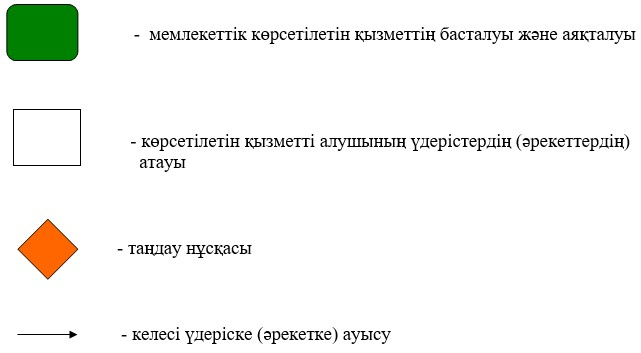 - мемлекеттік көрсетілетін қызметтің басталуы және аяқталуы
- көрсетілетін қызметті алушының үдерістердің (әрекеттердің)
атауы
- таңдау нұсқасы
- келесі үдеріске (әрекетке) ауысу